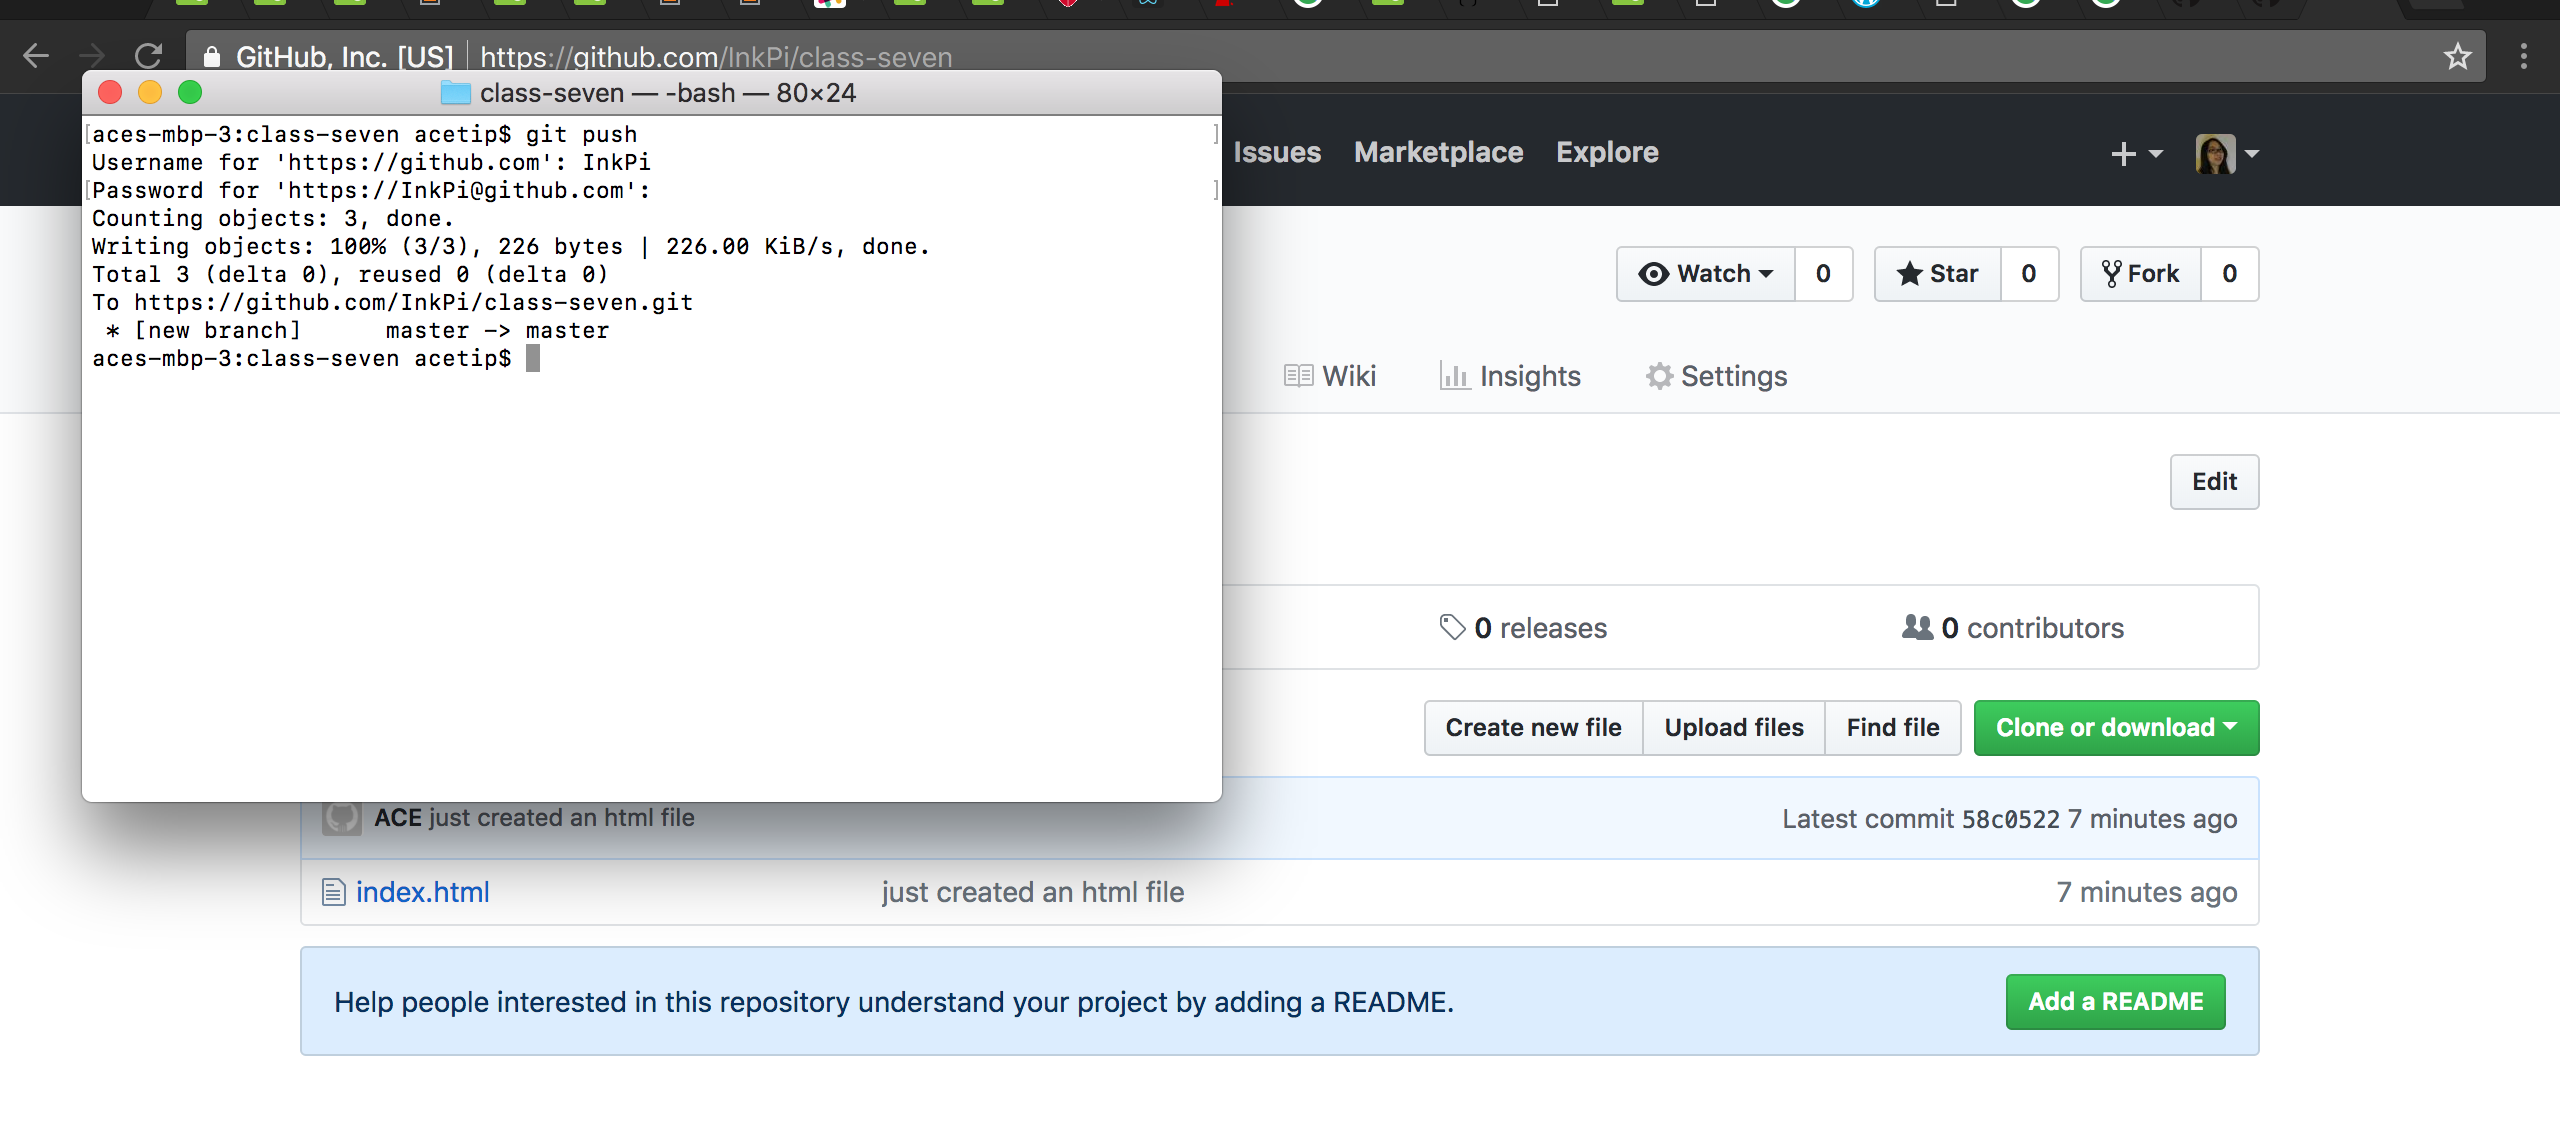 GitHub, Inc. [US] https://github.com/InkPi/class-seven
class-seven — -bash — 80×24
[aces-mbp-3:class-seven acetip$ git push ]
Username for 'https://github.com': InkPi
[Password for 'https://InkPi@github.com': ]
Counting objects: 3, done.
Writing objects: 100% (3/3), 226 bytes | 226.00 KiB/s, done.
Total 3 (delta 0), reused 0 (delta 0)
To https://github.com/InkPi/class-seven.git
* [new branch] master -> master
aces-mbp-3:class-seven acetip$
Issues Marketplace Explore
Watch 0 Star 0 Fork 0
Wiki Insights Settings
Edit
0 releases 0 contributors
Create new file Upload files Find file Clone or download
ACE just created an html file Latest commit 58c0522 7 minutes ago
index.html just created an html file 7 minutes ago
Help people interested in this repository understand your project by adding a README. Add a README